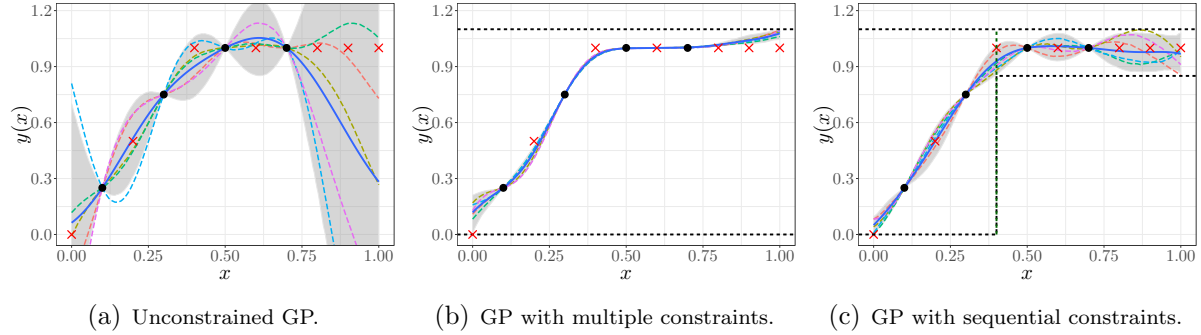 1.2
0.9
0.6
0.3
0.0
y(x)
0.00 0.25 0.50 0.75 1.00
x
(a) Unconstrained GP.
1.2
0.9
0.6
0.3
0.0
y(x)
0.00 0.25 0.50 0.75 1.00
x
(b) GP with multiple constraints.
1.2
0.9
0.6
0.3
0.0
y(x)
0.00 0.25 0.50 0.75 1.00
x
(c) GP with sequential constraints.